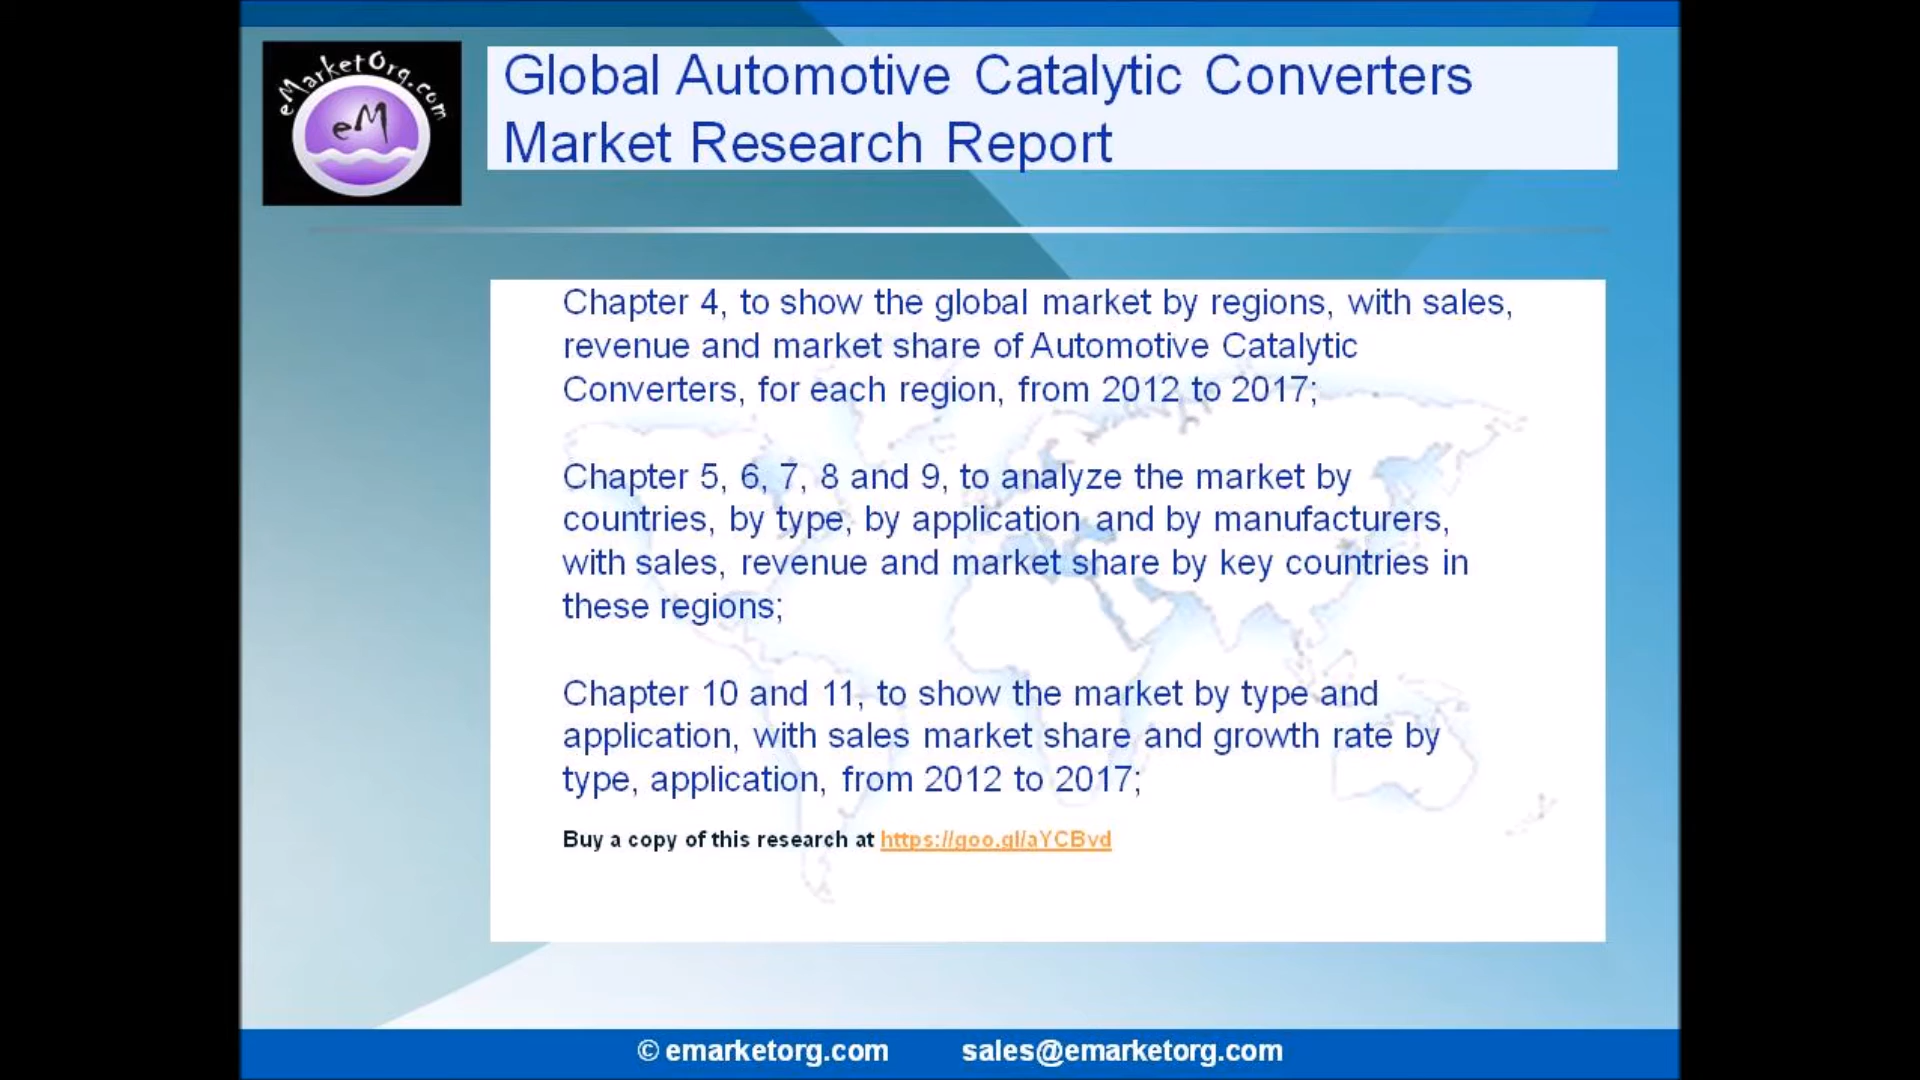 eMarketOrg.com
eM
Global Automotive Catalytic Converters
Market Research Report
Chapter 4, to show the global market by regions, with sales,
revenue and market share of Automotive Catalytic
Converters, for each region, from 2012 to 2017;
Chapter 5, 6, 7, 8 and 9, to analyze the market by
countries, by type, by application and by manufacturers,
with sales, revenue and market share by key countries in
these regions;
Chapter 10 and 11, to show the market by type and
application, with sales market share and growth rate by
type, application, from 2012 to 2017;
Buy a copy of this research at https://goo.gl/aYCBvd
© emarketorg.com sales@emarketorg.com